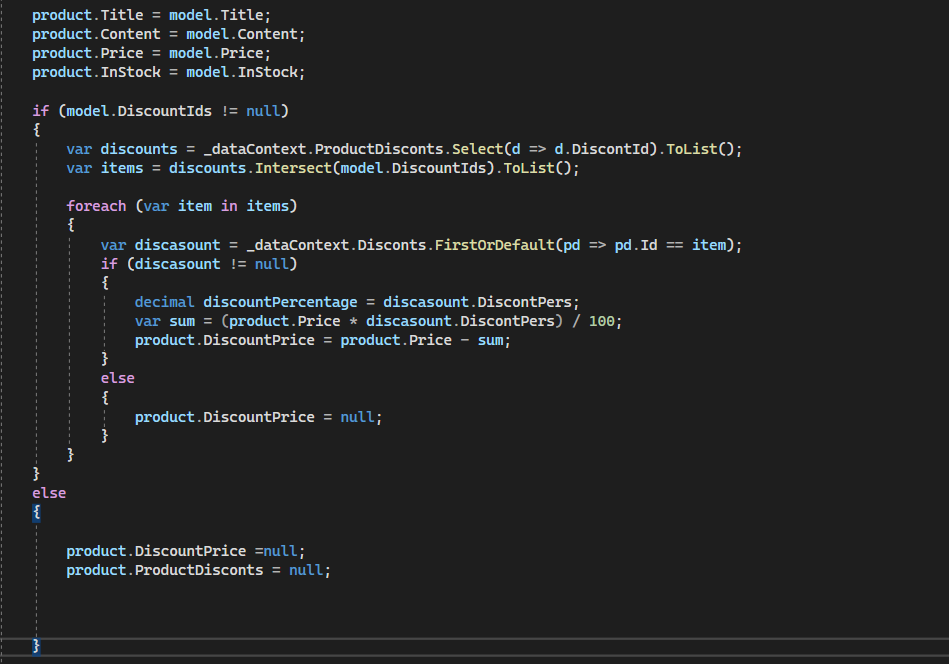 product.Title = model.Title;
product.Content = model.Content;
product.Price = model.Price;
product.InStock = model.InStock;
if (model.DiscountIds != null)
{
var discounts = _dataContext.ProductDisconts.Select(d => d.DiscontId).ToList();
var items = discounts.Intersect(model.DiscountIds).ToList();
foreach (var item in items)
{
var discasount = _dataContext.Disconts.FirstOrDefault(pd => pd.Id == item);
if (discasount != null)
{
decimal discountPercentage = discasount.DiscontPers;
var sum = (product.Price * discasount.DiscontPers) / 100;
product.DiscountPrice = product.Price - sum;
}
else
{
product.DiscountPrice = null;
}
}
}
else
{
product.DiscountPrice =null;
product.ProductDisconts = null;
}